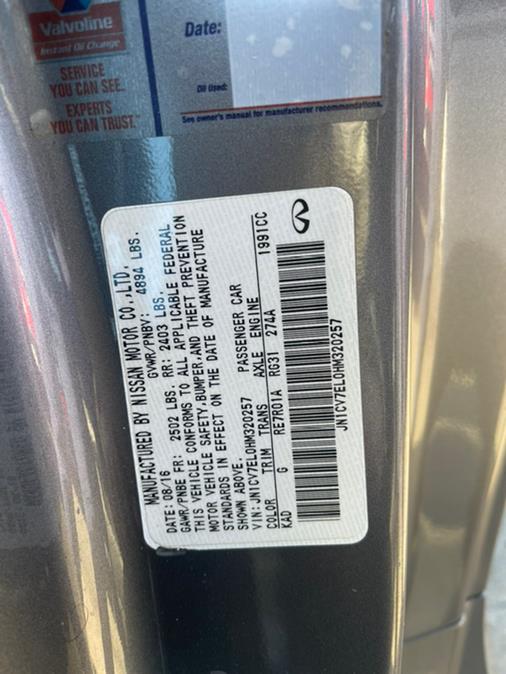 Valvoline
Instant Oil Change
SERVICE
YOU CAN SEE.
EXPERTS
YOU CAN TRUST.
Date:
Oil Used:
See owner's manual for manufacturer recommendations.
MANUFACTURED BY NISSAN MOTOR CO.,LTD.
DATE: 08/16 GVWR/PNBV: 4894 LBS.
GAWR/PNBE FR: 2502 LBS. RR: 2403 LBS.
THIS VEHICLE CONFORMS TO ALL APPLICABLE FEDERAL
MOTOR VEHICLE SAFETY,BUMPER,AND THEFT PREVENTION
STANDARDS IN EFFECT ON THE DATE OF MANUFACTURE
SHOWN ABOVE.
VIN:JN1CV7EL0HM320257 PASSENGER CAR
COLOR TRIM TRANS AXLE ENGINE
KAD G RE7R01A RG31 274A 1991CC
JN1CV7EL0HM320257